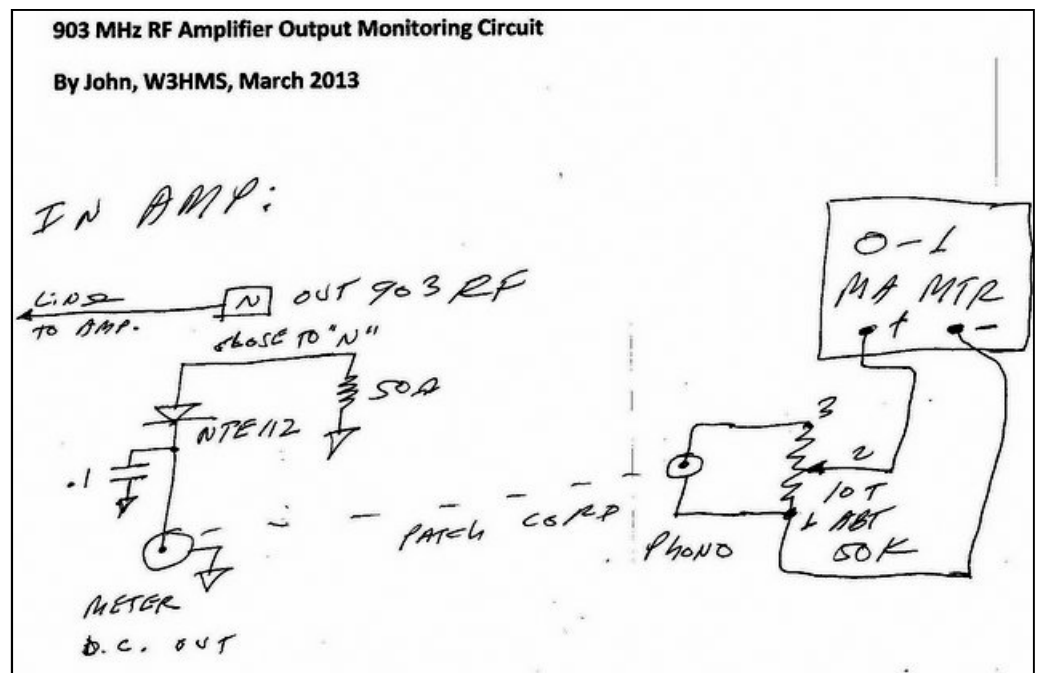 903 MHz RF Amplifier Output Monitoring Circuit
By John, W3HMS, March 2013
IN AMP:
LINE
TO AMP.
N
OUT 903 RF
CLOSE TO "N"
50Ω
NTE112
.1
METER
D.C. OUT
PATCH CORD
PHONO
0-1
MA MTR
+ -
3
2
1
10T
ABT
50K